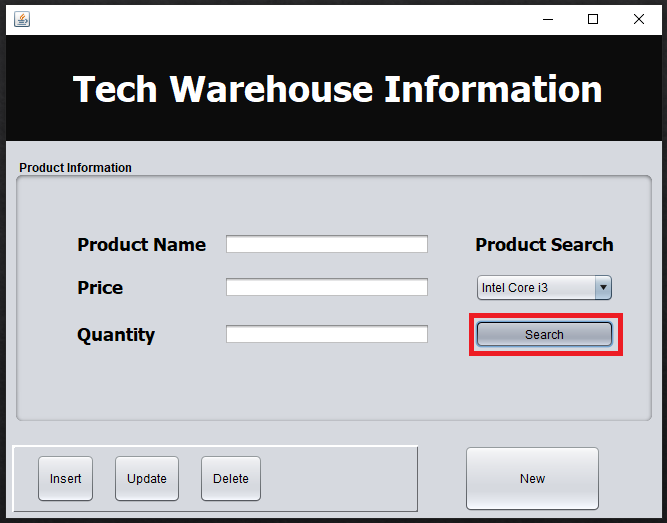 Tech Warehouse Information
Product Information
Product Name
Product Search
Price
Intel Core i3
Quantity
Search
Insert
Update
Delete
New